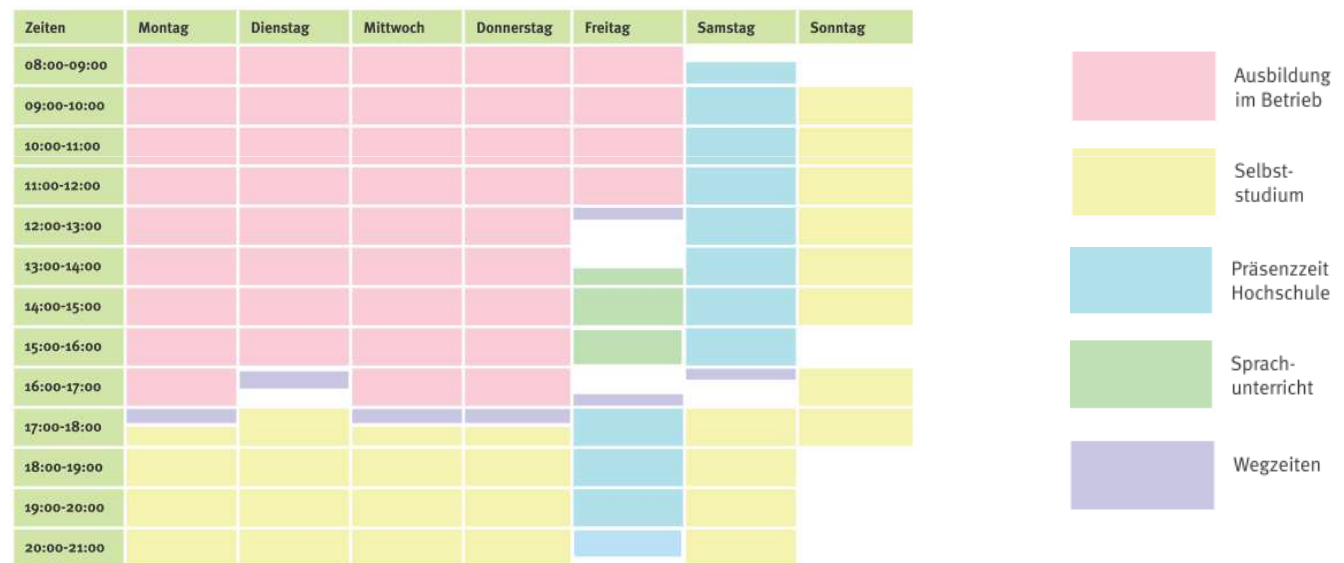 Zeiten Montag Dienstag Mittwoch Donnerstag Freitag Samstag Sonntag
08:00-09:00
09:00-10:00
10:00-11:00
11:00-12:00
12:00-13:00
13:00-14:00
14:00-15:00
15:00-16:00
16:00-17:00
17:00-18:00
18:00-19:00
19:00-20:00
20:00-21:00
Ausbildung
im Betrieb
Selbst-
studium
Präsenzzeit
Hochschule
Sprach-
unterricht
Wegzeiten